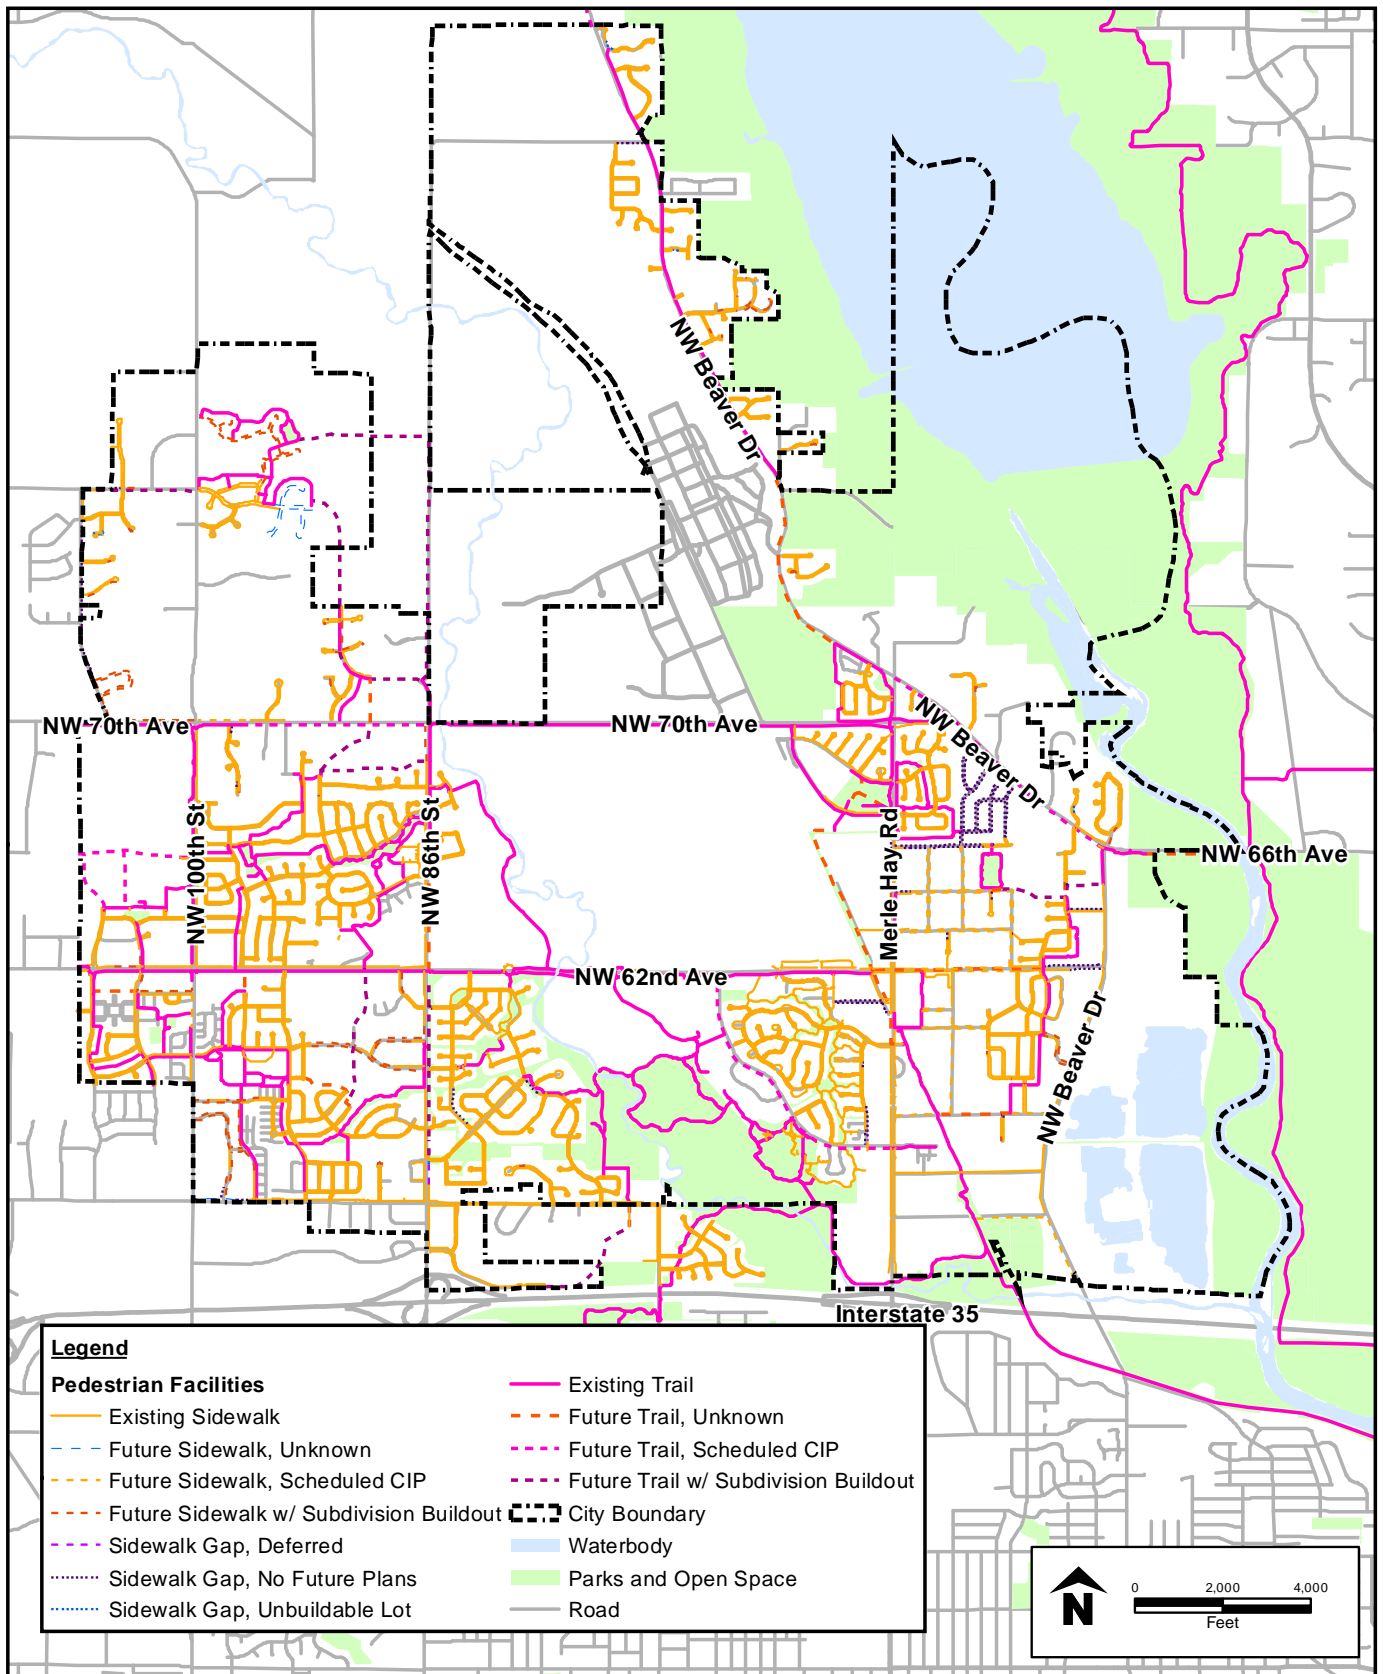 NW Beaver Dr
NW 70th Ave
NW 70th Ave
NW Beaver Dr
NW 100th St
NW 86th St
Merle Hay Rd
NW 66th Ave
NW 62nd Ave
NW Beaver Dr
Interstate 35
Legend
Pedestrian Facilities
Existing Sidewalk
Future Sidewalk, Unknown
Future Sidewalk, Scheduled CIP
Future Sidewalk w/ Subdivision Buildout
Sidewalk Gap, Deferred
Sidewalk Gap, No Future Plans
Sidewalk Gap, Unbuildable Lot
Existing Trail
Future Trail, Unknown
Future Trail, Scheduled CIP
Future Trail w/ Subdivision Buildout
City Boundary
Waterbody
Parks and Open Space
Road
N
0 2,000 4,000
Feet